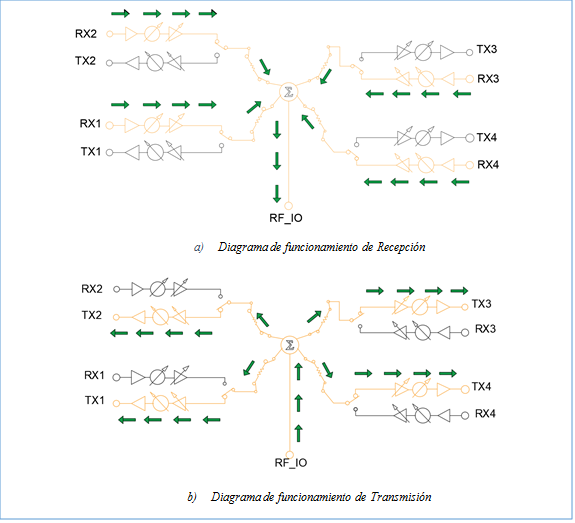 RX2
TX2
RX1
TX1
TX3
RX3
TX4
RX4
Σ
RF_IO
a) Diagrama de funcionamiento de Recepción
RX2
TX2
RX1
TX1
TX3
RX3
TX4
RX4
Σ
RF_IO
b) Diagrama de funcionamiento de Transmisión